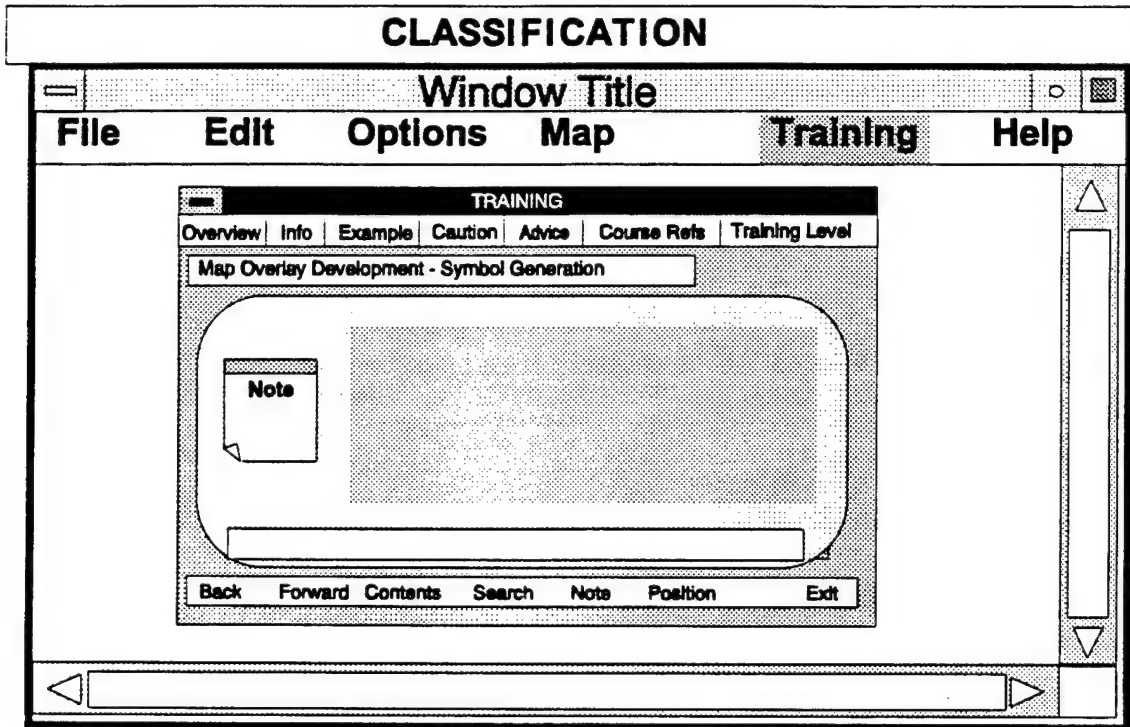 CLASSIFICATION
Window Title
File Edit Options Map Training Help
TRAINING
Overview Info Example Caution Advice Course Refs Training Level
Map Overlay Development - Symbol Generation
Note
Back Forward Contents Search Note Position Exit